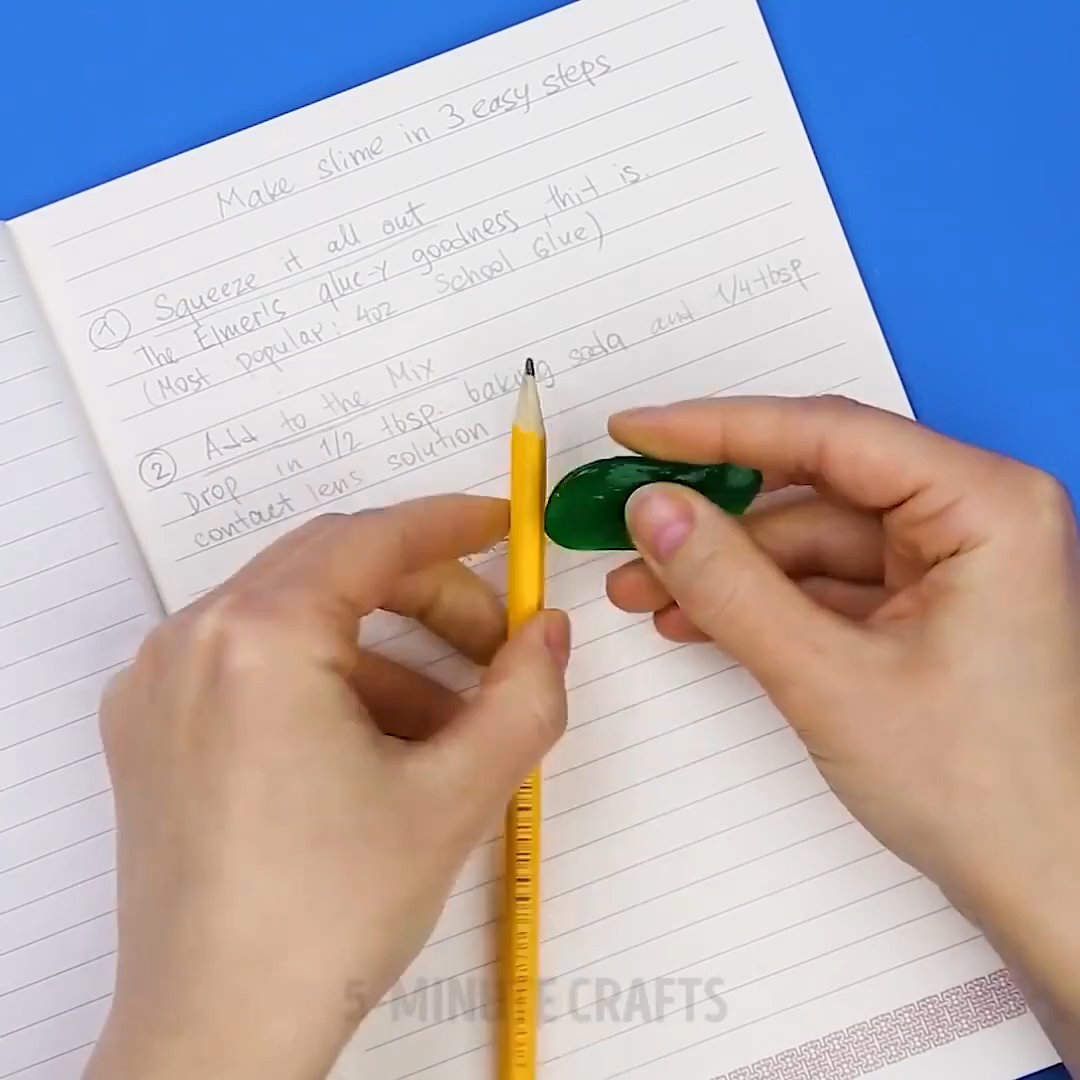 Make slime in 3 easy steps
① Squeeze it all out
The Elmer's gluc-Y goodness, thit is.
(Most popular: 4oz School Glue)
② Add to the Mix
Drop in 1/2 tbsp. baking soda and 1/4 tbsp
contact lens solution
5-MINUTE CRAFTS